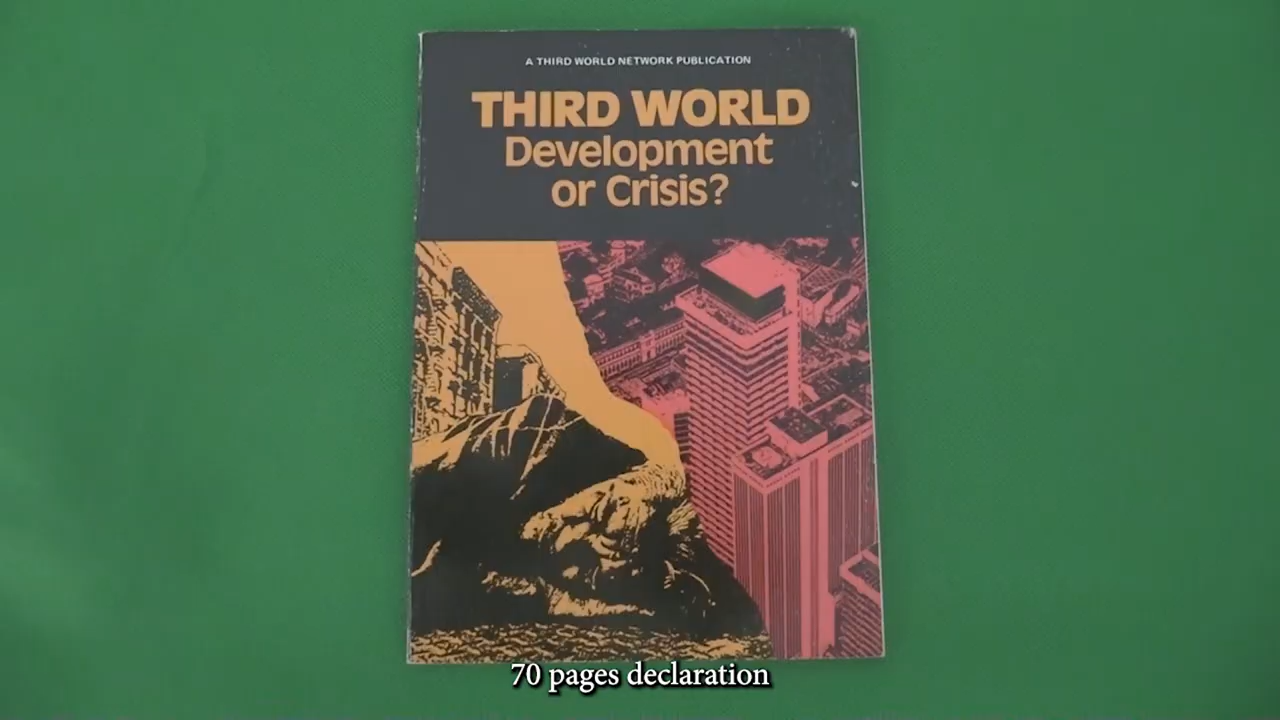 A THIRD WORLD NETWORK PUBLICATION
THIRD WORLD
Development
or Crisis?
70 pages declaration